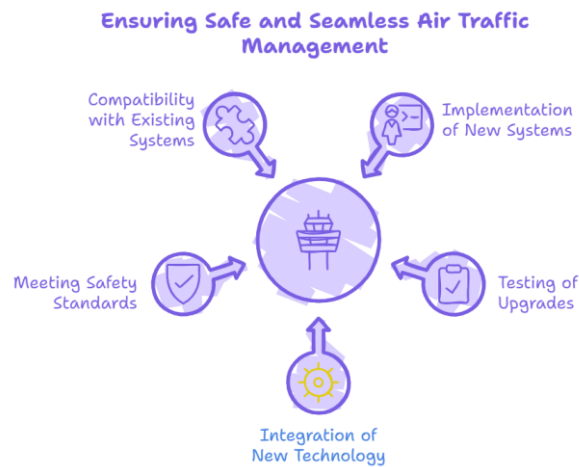 Ensuring Safe and Seamless Air Traffic
Management
Compatibility
with Existing
Systems
Implementation
of New Systems
Meeting Safety
Standards
Testing of
Upgrades
Integration of
New Technology